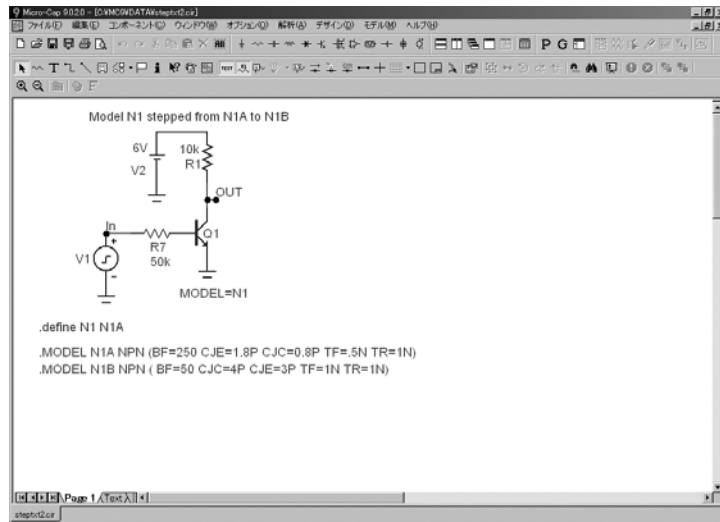 Micro-Cap 9.0.2.0 - [C:¥MC9¥DATA¥steptxt2.cir]
ファイル(F) 編集(E) コンポーネント(C) ウィンドウ(W) オプション(O) 解析(A) デザイン(D) モデル(M) ヘルプ(H)
Model N1 stepped from N1A to N1B
6V
V2
10k
R1
OUT
In
V1
R7
50k
Q1
MODEL=N1
.define N1 N1A
.MODEL N1A NPN (BF=250 CJE=1.8P CJC=0.8P TF=.5N TR=1N)
.MODEL N1B NPN ( BF=50 CJC=4P CJE=3P TF=1N TR=1N)
Page 1 Text
steptxt2.cir